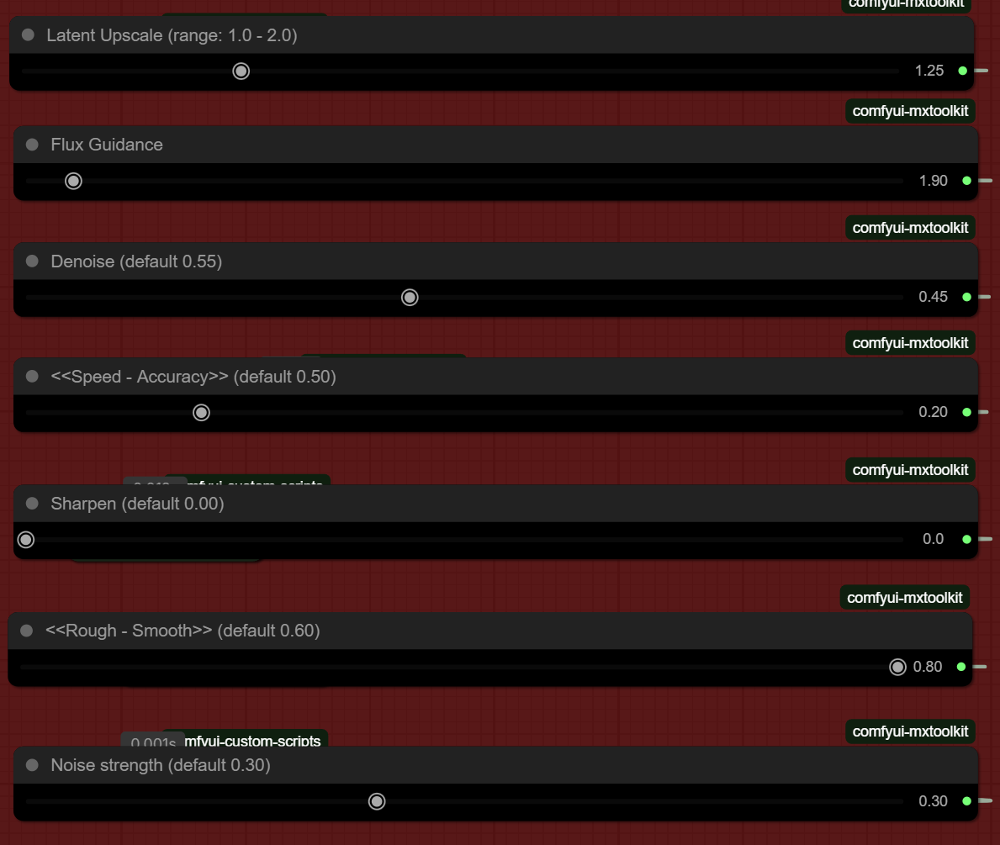 comfyui-mxtoolkit
Latent Upscale (range: 1.0 - 2.0)
1.25
comfyui-mxtoolkit
Flux Guidance
1.90
comfyui-mxtoolkit
Denoise (default 0.55)
0.45
comfyui-mxtoolkit
<<Speed - Accuracy>> (default 0.50)
0.20
comfyui-mxtoolkit
mfyui-custom-scripts
Sharpen (default 0.00)
0.0
comfyui-mxtoolkit
<<Rough - Smooth>> (default 0.60)
0.80
comfyui-mxtoolkit
0.001s mfyui-custom-scripts
Noise strength (default 0.30)
0.30